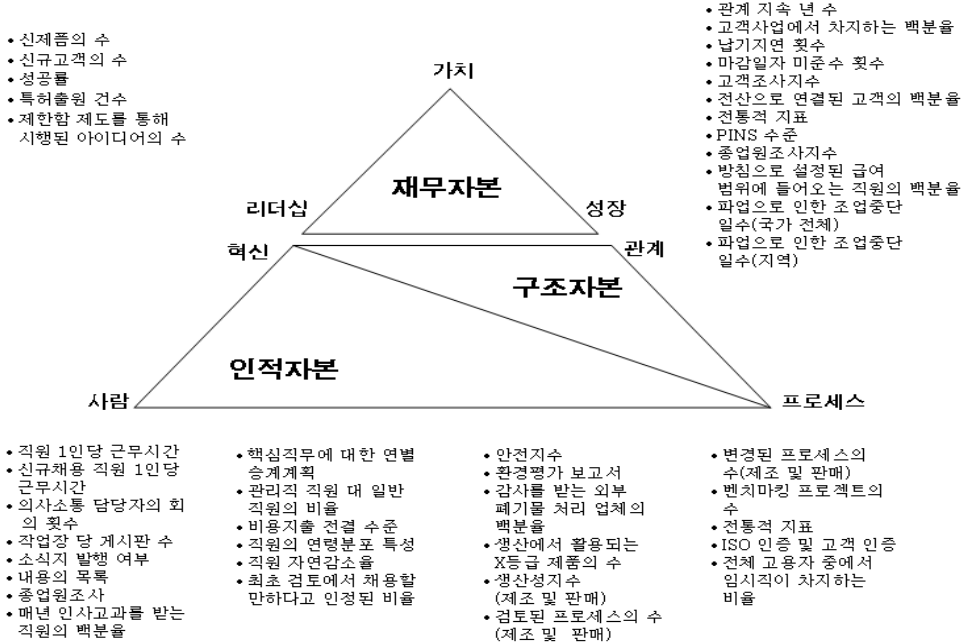 • 신제품의 수
• 신규고객의 수
• 성공률
• 특허출원 건수
• 제한함 제도를 통해
시행된 아이디어의 수
• 관계 지속 년 수
• 고객사업에서 차지하는 백분율
• 납기지연 횟수
• 마감일자 미준수 횟수
• 고객조사지수
• 전산으로 연결된 고객의 백분율
• 전통적 지표
• PINS 수준
• 종업원조사지수
• 방침으로 설정된 급여
범위에 들어오는 직원의 백분율
• 파업으로 인한 조업중단
일수(국가 전체)
• 파업으로 인한 조업중단
일수(지역)
가치
재무자본
리더십
성장
혁신
관계
구조자본
인적자본
사람
프로세스
• 직원 1인당 근무시간
• 신규채용 직원 1인당
근무시간
• 의사소통 담당자의 회
의 횟수
• 작업장 당 게시판 수
• 소식지 발행 여부
• 내용의 목록
• 종업원조사
• 매년 인사고과를 받는
직원의 백분율
• 핵심직무에 대한 연별
승계계획
• 관리직 직원 대 일반
직원의 비율
• 비용지출 전결 수준
• 직원의 연령분포 특성
• 직원 자연감소율
• 최초 검토에서 채용할
만하다고 인정된 비율
• 안전지수
• 환경평가 보고서
• 감사를 받는 외부
폐기물 처리 업체의
백분율
• 생산에서 활용되는
X등급 제품의 수
• 생산성지수
(제조 및 판매)
• 검토된 프로세스의 수
(제조 및 판매)
• 변경된 프로세스의
수(제조 및 판매)
• 벤치마킹 프로젝트의
수
• 전통적 지표
• ISO 인증 및 고객 인증
• 전체 고용자 중에서
임시직이 차지하는
비율